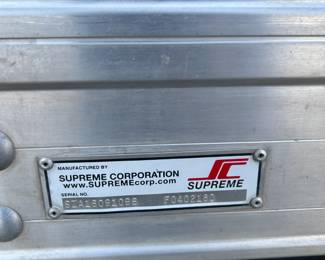 MANUFACTURED BY
SUPREME CORPORATION
www.SUPREMEcorp.com
SUPREME
SERIAL NO.